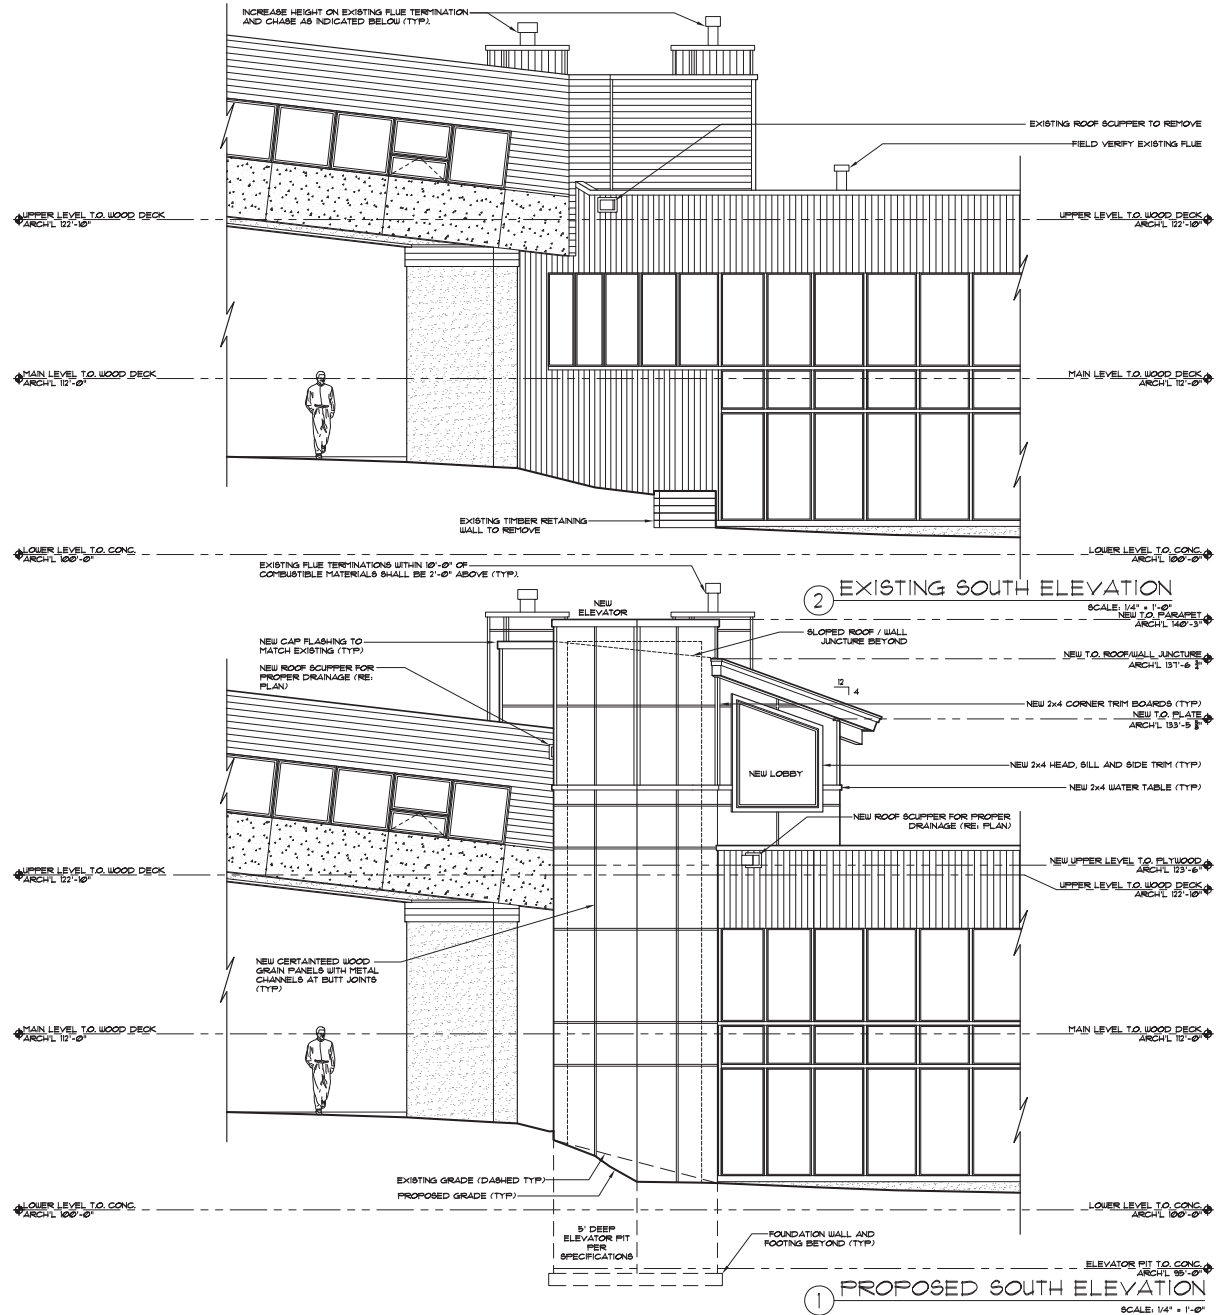 INCREASE HEIGHT ON EXISTING FLUE TERMINATION
AND CHASE AS INDICATED BELOW (TYP).
EXISTING ROOF SCUPPER TO REMOVE
FIELD VERIFY EXISTING FLUE
UPPER LEVEL T.O. WOOD DECK
ARCH'L 122'-10"
UPPER LEVEL T.O. WOOD DECK
ARCH'L 122'-10"
MAIN LEVEL T.O. WOOD DECK
ARCH'L 112'-0"
MAIN LEVEL T.O. WOOD DECK
ARCH'L 112'-0"
EXISTING TIMBER RETAINING
WALL TO REMOVE
LOWER LEVEL T.O. CONC.
ARCH'L 100'-0"
LOWER LEVEL T.O. CONC.
ARCH'L 100'-0"
EXISTING FLUE TERMINATIONS WITHIN 10'-0" OF
COMBUSTIBLE MATERIALS SHALL BE 2'-0" ABOVE (TYP).
2 EXISTING SOUTH ELEVATION
SCALE: 1/4" = 1'-0"
NEW
ELEVATOR
NEW T.O. PARAPET
ARCH'L 140'-3"
NEW CAP FLASHING TO
MATCH EXISTING (TYP)
SLOPED ROOF / WALL
JUNCTURE BEYOND
NEW T.O. ROOF/WALL JUNCTURE
ARCH'L 137'-6 1/2"
NEW ROOF SCUPPER FOR
PROPER DRAINAGE (RE:
PLAN)
12
4
NEW 2x4 CORNER TRIM BOARDS (TYP)
NEW T.O. PLATE
ARCH'L 133'-5
NEW 2x4 HEAD, SILL AND SIDE TRIM (TYP)
NEW LOBBY
NEW 2x4 WATER TABLE (TYP)
NEW ROOF SCUPPER FOR PROPER
DRAINAGE (RE: PLAN)
NEW UPPER LEVEL T.O. PLYWOOD
ARCH'L 123'-6"
UPPER LEVEL T.O. WOOD DECK
ARCH'L 122'-10"
UPPER LEVEL T.O. WOOD DECK
ARCH'L 122'-10"
NEW CERTAINTEED WOOD
GRAIN PANELS WITH METAL
CHANNELS AT BUTT JOINTS
(TYP)
MAIN LEVEL T.O. WOOD DECK
ARCH'L 112'-0"
MAIN LEVEL T.O. WOOD DECK
ARCH'L 112'-0"
EXISTING GRADE (DASHED TYP)
PROPOSED GRADE (TYP)
LOWER LEVEL T.O. CONC.
ARCH'L 100'-0"
LOWER LEVEL T.O. CONC.
ARCH'L 100'-0"
5' DEEP
ELEVATOR PIT
PER
SPECIFICATIONS
FOUNDATION WALL AND
FOOTING BEYOND (TYP)
ELEVATOR PIT T.O. CONC.
ARCH'L 95'-0"
1 PROPOSED SOUTH ELEVATION
SCALE: 1/4" = 1'-0"